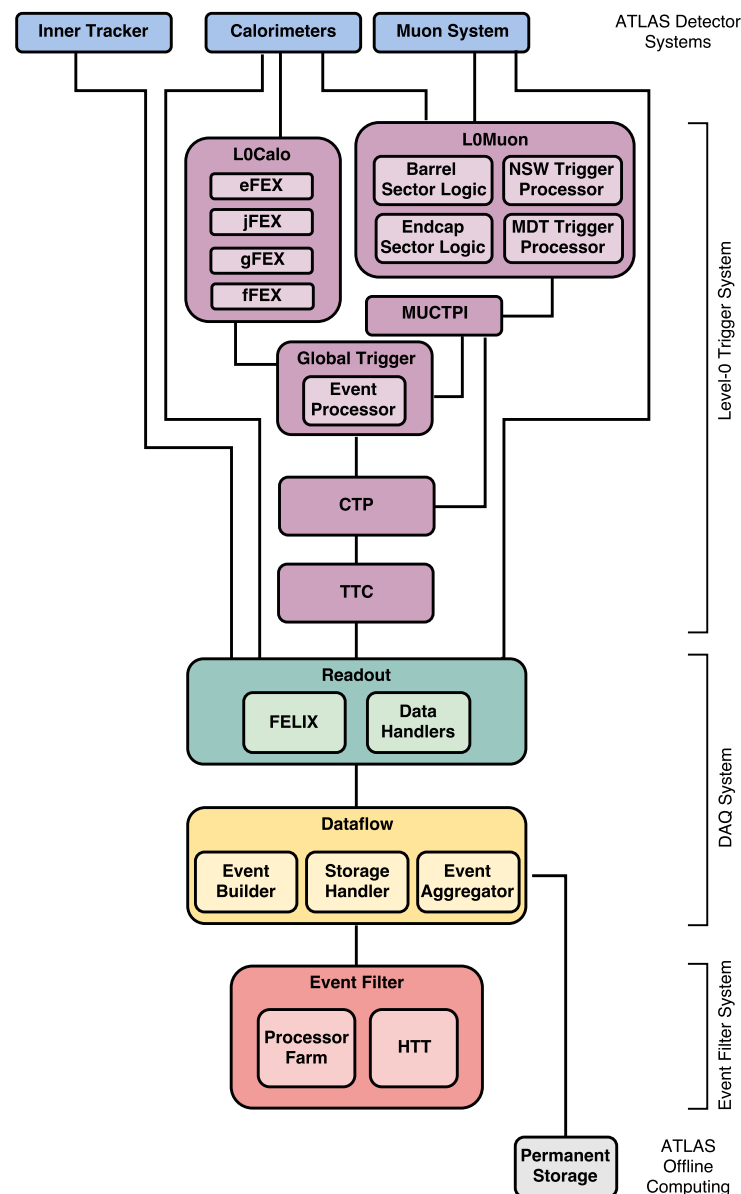 Inner Tracker
Calorimeters
Muon System
ATLAS Detector
Systems
L0Calo
eFEX
jFEX
gFEX
fFEX
L0Muon
Barrel
Sector Logic
NSW Trigger
Processor
Endcap
Sector Logic
MDT Trigger
Processor
MUCTPI
Global Trigger
Event
Processor
CTP
TTC
Level-0 Trigger System
Readout
FELIX
Data
Handlers
Dataflow
Event
Builder
Storage
Handler
Event
Aggregator
DAQ System
Event Filter
Processor
Farm
HTT
Event Filter System
Permanent
Storage
ATLAS
Offline
Computing